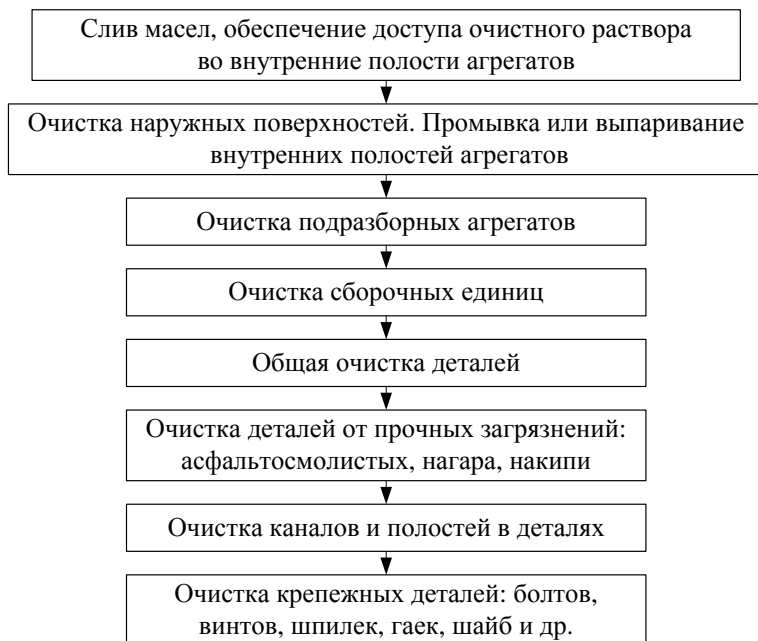 Слив масел, обеспечение доступа очистного раствора
во внутренние полости агрегатов
Очистка наружных поверхностей. Промывка или выпаривание
внутренних полостей агрегатов
Очистка подразборных агрегатов
Очистка сборочных единиц
Общая очистка деталей
Очистка деталей от прочных загрязнений:
асфальтосмолистых, нагара, накипи
Очистка каналов и полостей в деталях
Очистка крепежных деталей: болтов,
винтов, шпилек, гаек, шайб и др.